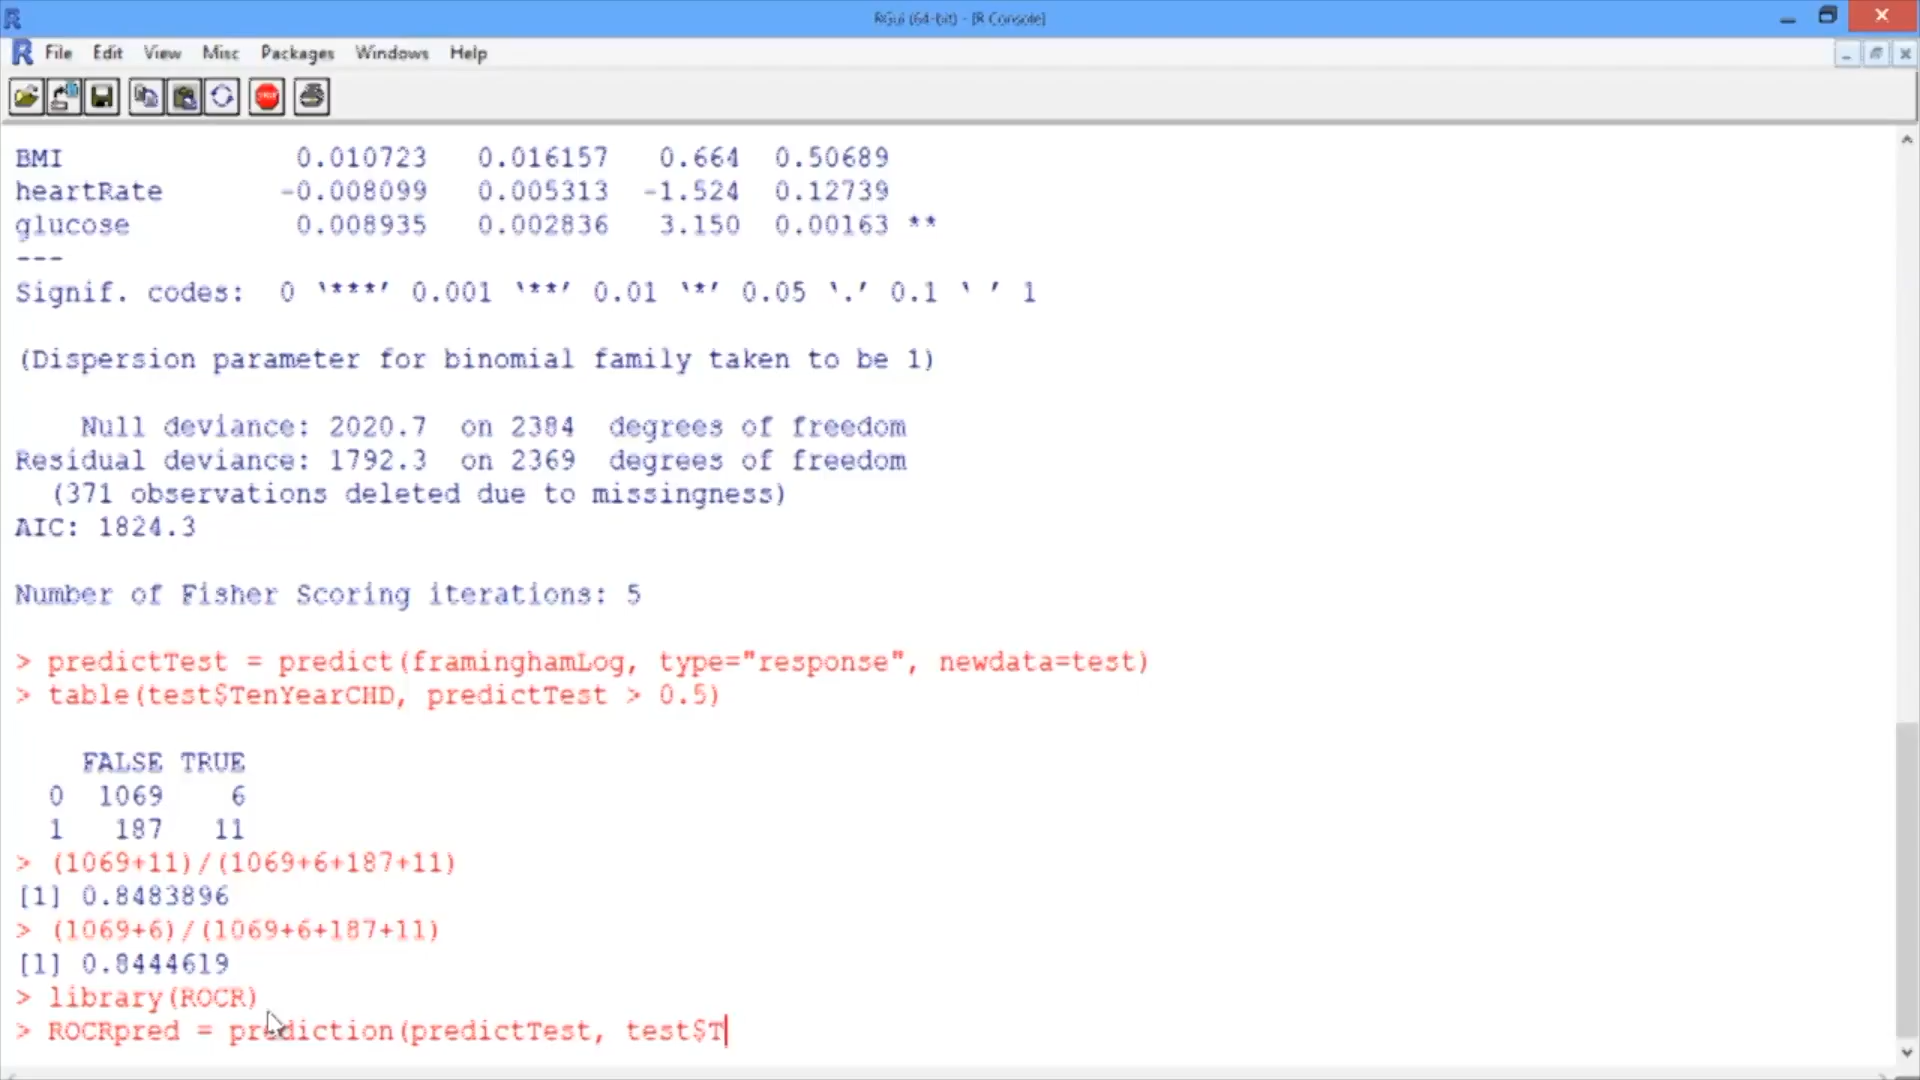 RGui (64-bit) - [R Console]
File Edit View Misc Packages Windows Help
STOP
BMI 0.010723 0.016157 0.664 0.50689
heartRate -0.008099 0.005313 -1.524 0.12739
glucose 0.008935 0.002836 3.150 0.00163 **
---
Signif. codes: 0 ‘***’ 0.001 ‘**’ 0.01 ‘*’ 0.05 ‘.’ 0.1 ‘ ’ 1
(Dispersion parameter for binomial family taken to be 1)
Null deviance: 2020.7 on 2384 degrees of freedom
Residual deviance: 1792.3 on 2369 degrees of freedom
(371 observations deleted due to missingness)
AIC: 1824.3
Number of Fisher Scoring iterations: 5
> predictTest = predict(framinghamLog, type="response", newdata=test)
> table(test$TenYearCHD, predictTest > 0.5)
FALSE TRUE
0 1069 6
1 187 11
> (1069+11)/(1069+6+187+11)
[1] 0.8483896
> (1069+6)/(1069+6+187+11)
[1] 0.8444619
> library(ROCR)
> ROCRpred = prediction(predictTest, test$T